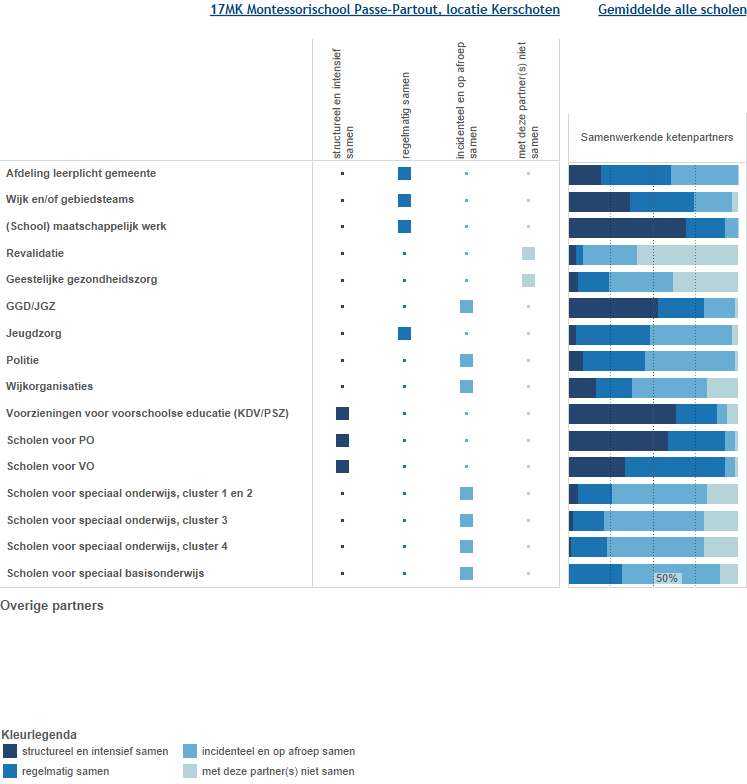 17MK Montessorischool Passe-Partout, locatie Kerschoten
Gemiddelde alle scholen
structureel en intensief
samen
regelmatig samen
incidenteel en op afroep
samen
met deze partner(s) niet
samen
Samenwerkende ketenpartners
Afdeling leerplicht gemeente
Wijk en/of gebiedsteams
(School) maatschappelijk werk
Revalidatie
Geestelijke gezondheidszorg
GGD/JGZ
Jeugdzorg
Politie
Wijkorganisaties
Voorzieningen voor voorschoolse educatie (KDV/PSZ)
Scholen voor PO
Scholen voor VO
Scholen voor speciaal onderwijs, cluster 1 en 2
Scholen voor speciaal onderwijs, cluster 3
Scholen voor speciaal onderwijs, cluster 4
Scholen voor speciaal basisonderwijs
50%
Overige partners
Kleurlegenda
structureel en intensief samen
incidenteel en op afroep samen
regelmatig samen
met deze partner(s) niet samen